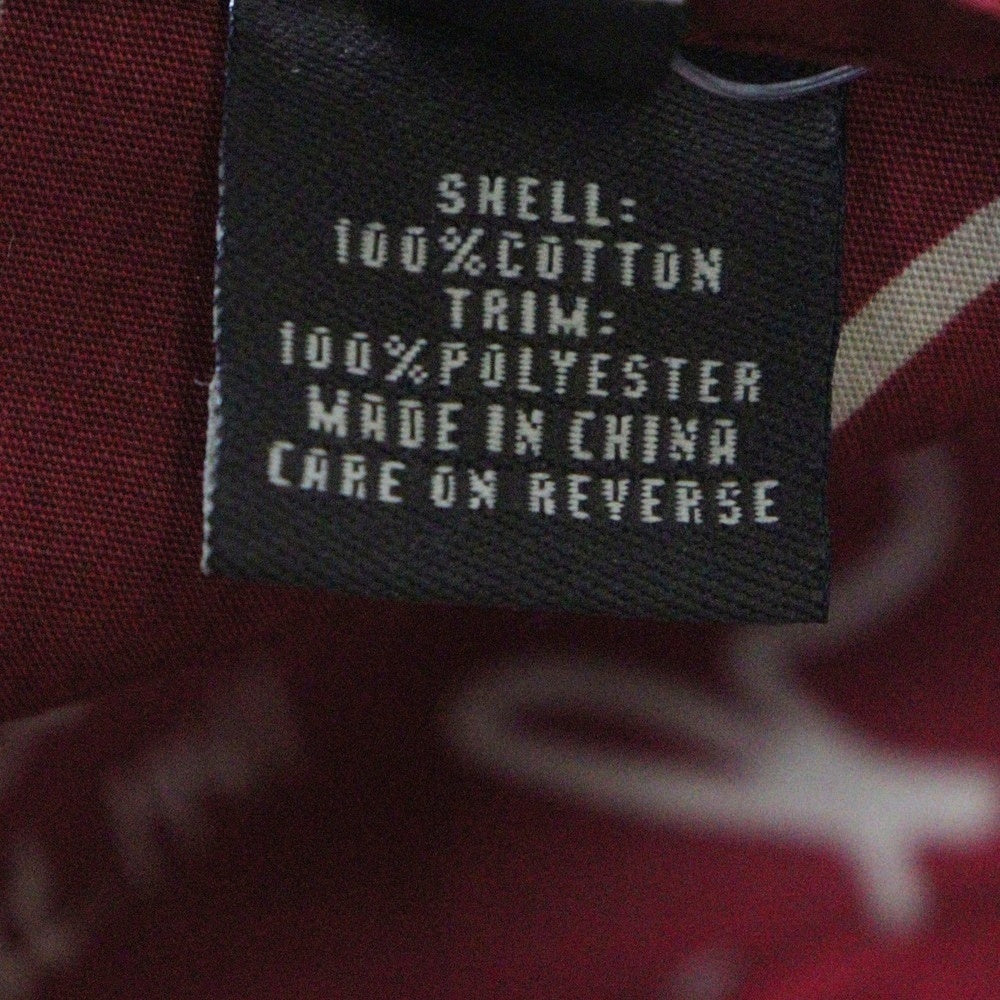 SHELL:
100%COTTON
TRIM:
100%POLYESTER
MADE IN CHINA
CARE ON REVERSE